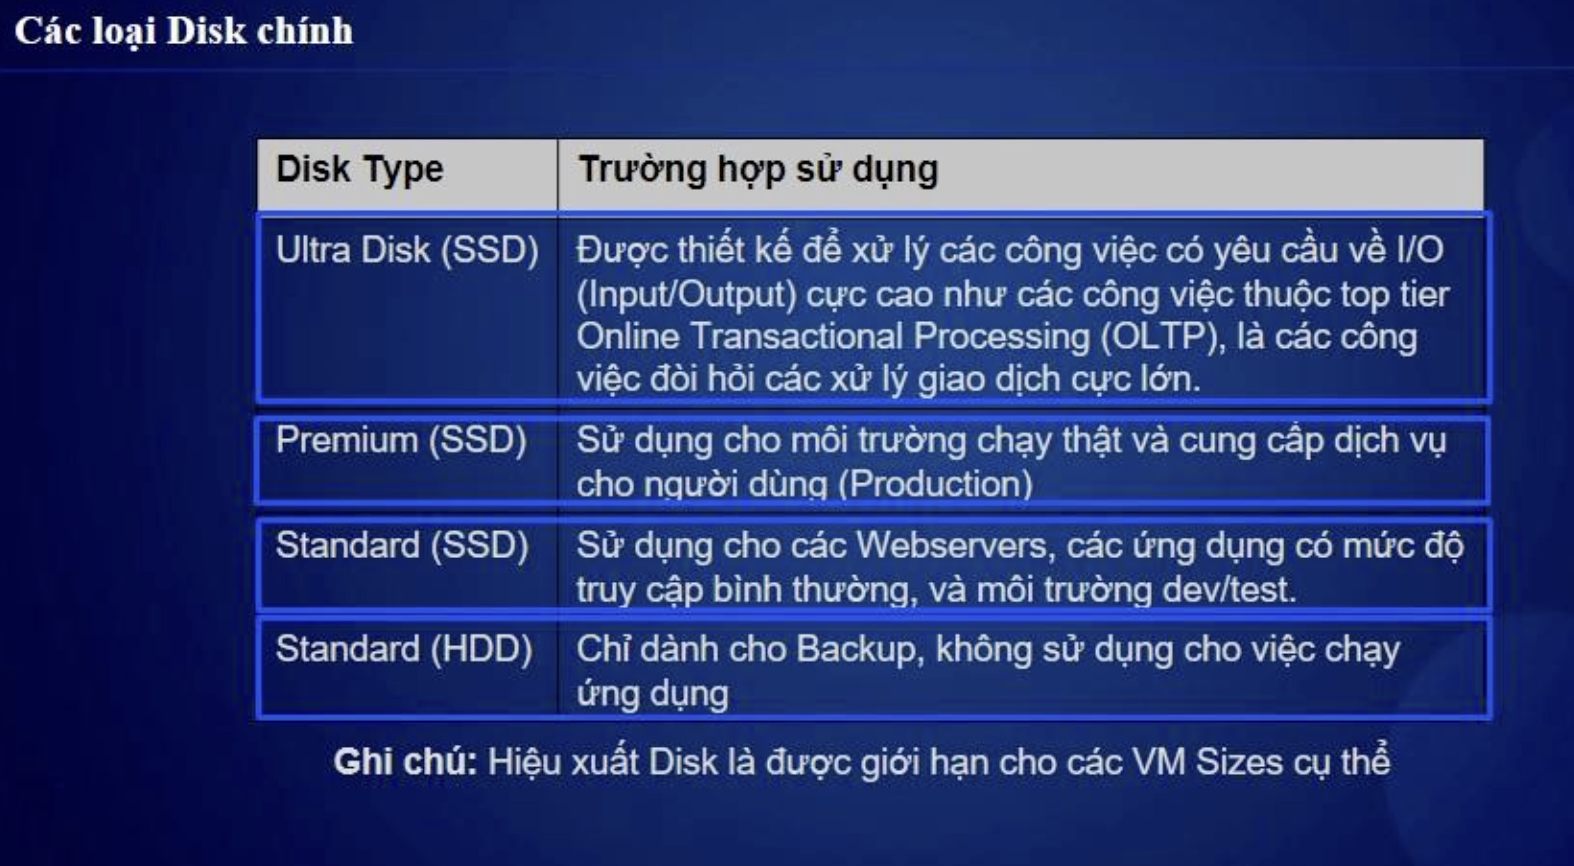 Các loại Disk chính
Disk Type
Trường hợp sử dụng
Ultra Disk (SSD)
Được thiết kế để xử lý các công việc có yêu cầu về I/O
(Input/Output) cực cao như các công việc thuộc top tier
Online Transactional Processing (OLTP), là các công
việc đòi hỏi các xử lý giao dịch cực lớn.
Premium (SSD)
Sử dụng cho môi trường chạy thật và cung cấp dịch vụ
cho người dùng (Production)
Standard (SSD)
Sử dụng cho các Webservers, các ứng dụng có mức độ
truy cập bình thường, và môi trường dev/test.
Standard (HDD)
Chỉ dành cho Backup, không sử dụng cho việc chạy
ứng dụng
Ghi chú: Hiệu xuất Disk là được giới hạn cho các VM Sizes cụ thể